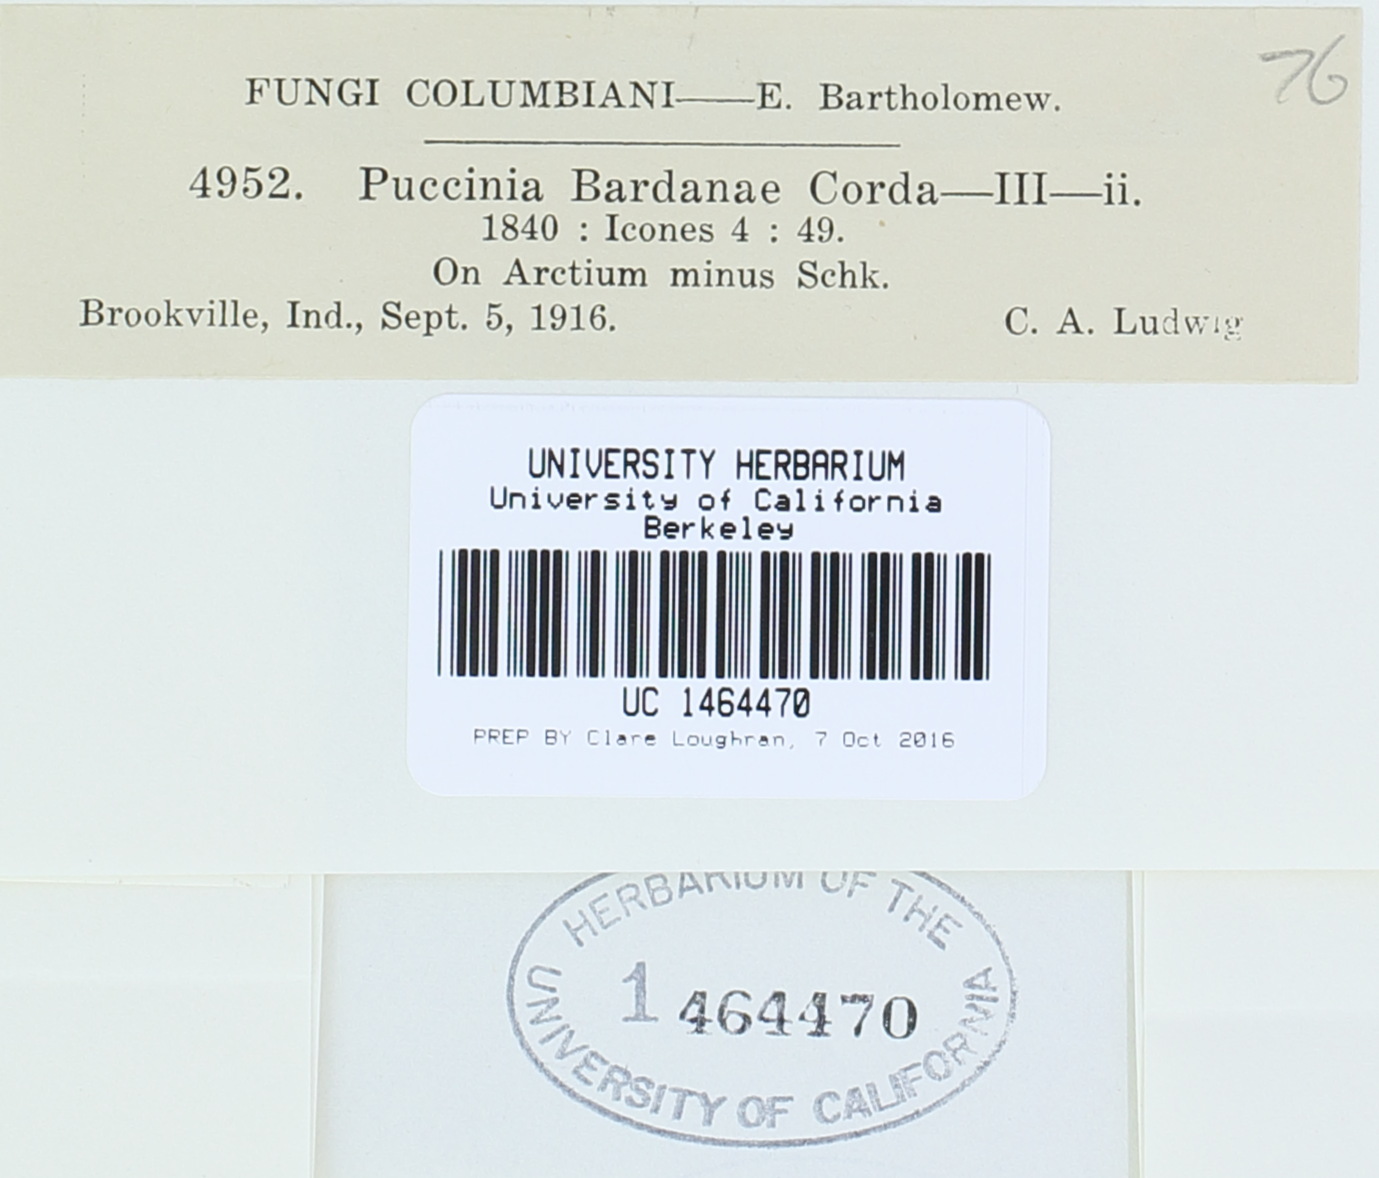 76
FUNGI COLUMBIANI——E. Bartholomew.
4952. Puccinia Bardanae Corda—III—ii.
1840 : Icones 4 : 49.
On Arctium minus Schk.
Brookville, Ind., Sept. 5, 1916. C. A. Ludwig
UNIVERSITY HERBARIUM
University of California
Berkeley
UC 1464470
PREP BY Clare Loughran, 7 Oct 2016
HERBARIUM OF THE
1464470
UNIVERSITY OF CALIFORNIA